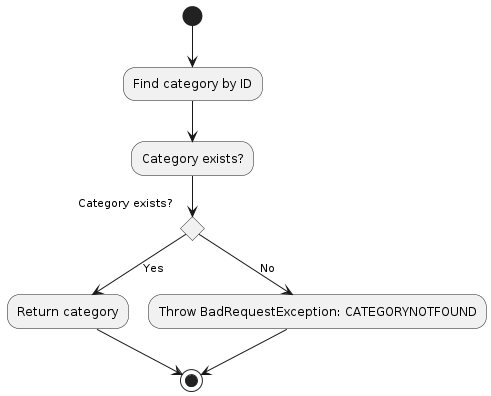 Find category by ID
Category exists?
Category exists?
Yes
No
Return category
Throw BadRequestException: CATEGORYNOTFOUND